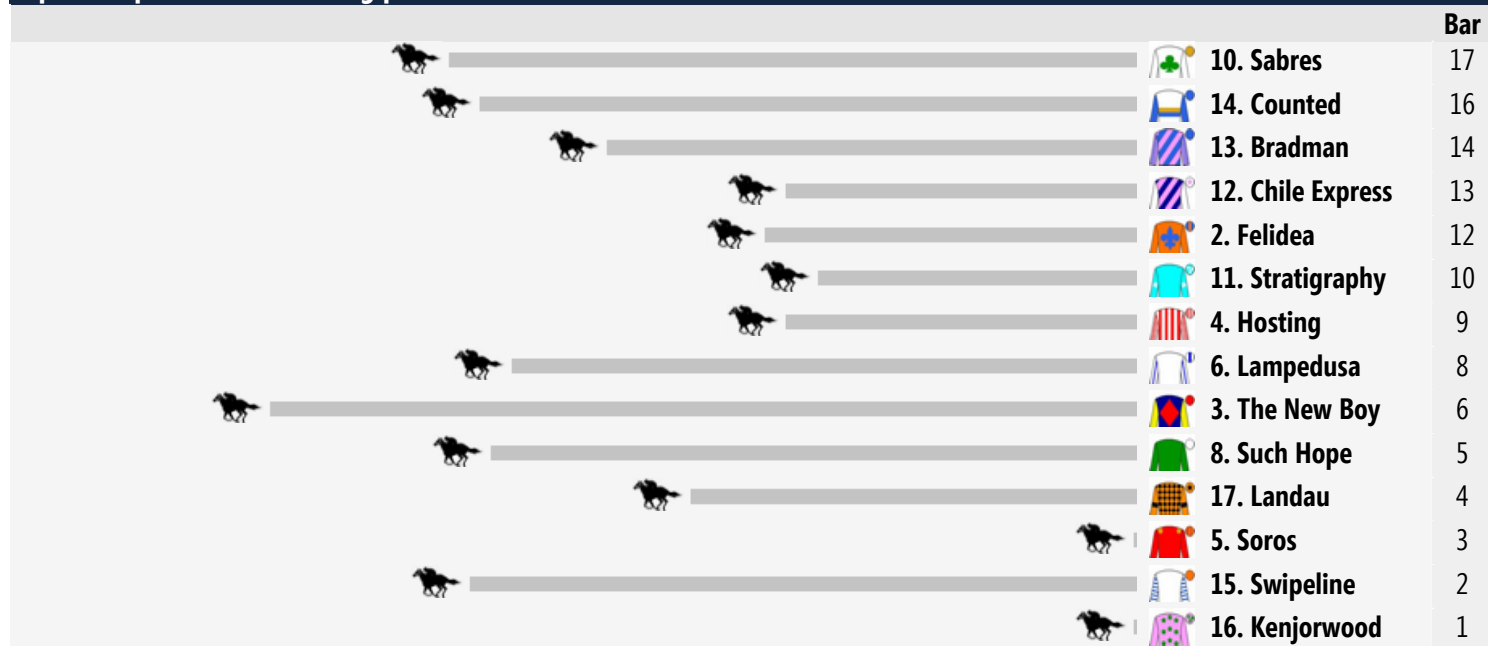 Bar
10. Sabres 17
14. Counted 16
13. Bradman 14
12. Chile Express 13
2. Felidea 12
11. Stratigraphy 10
4. Hosting 9
6. Lampedusa 8
3. The New Boy 6
8. Such Hope 5
17. Landau 4
5. Soros 3
15. Swipeline 2
16. Kenjorwood 1